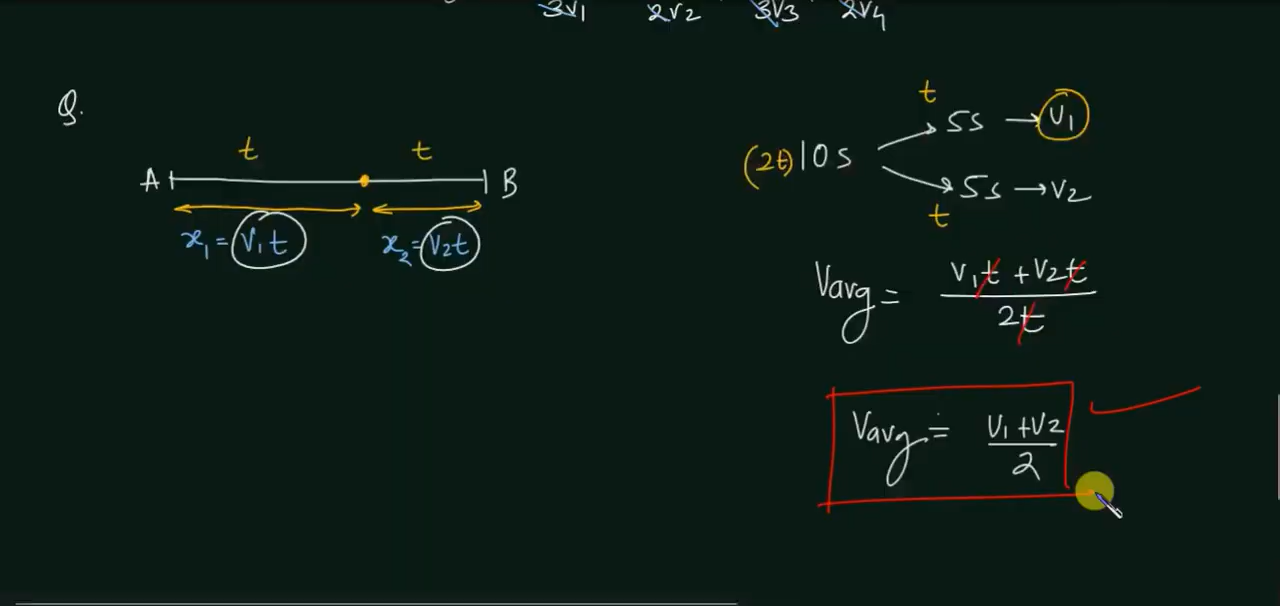 3v1 2v2 3v3 2v4
Q.
t t
A B
x1 = v1t x2 = v2t
t
5s → v1
(2t) 10s
5s → v2
t
Vavg = v1t + v2t
2t
Vavg = v1 + v2
2